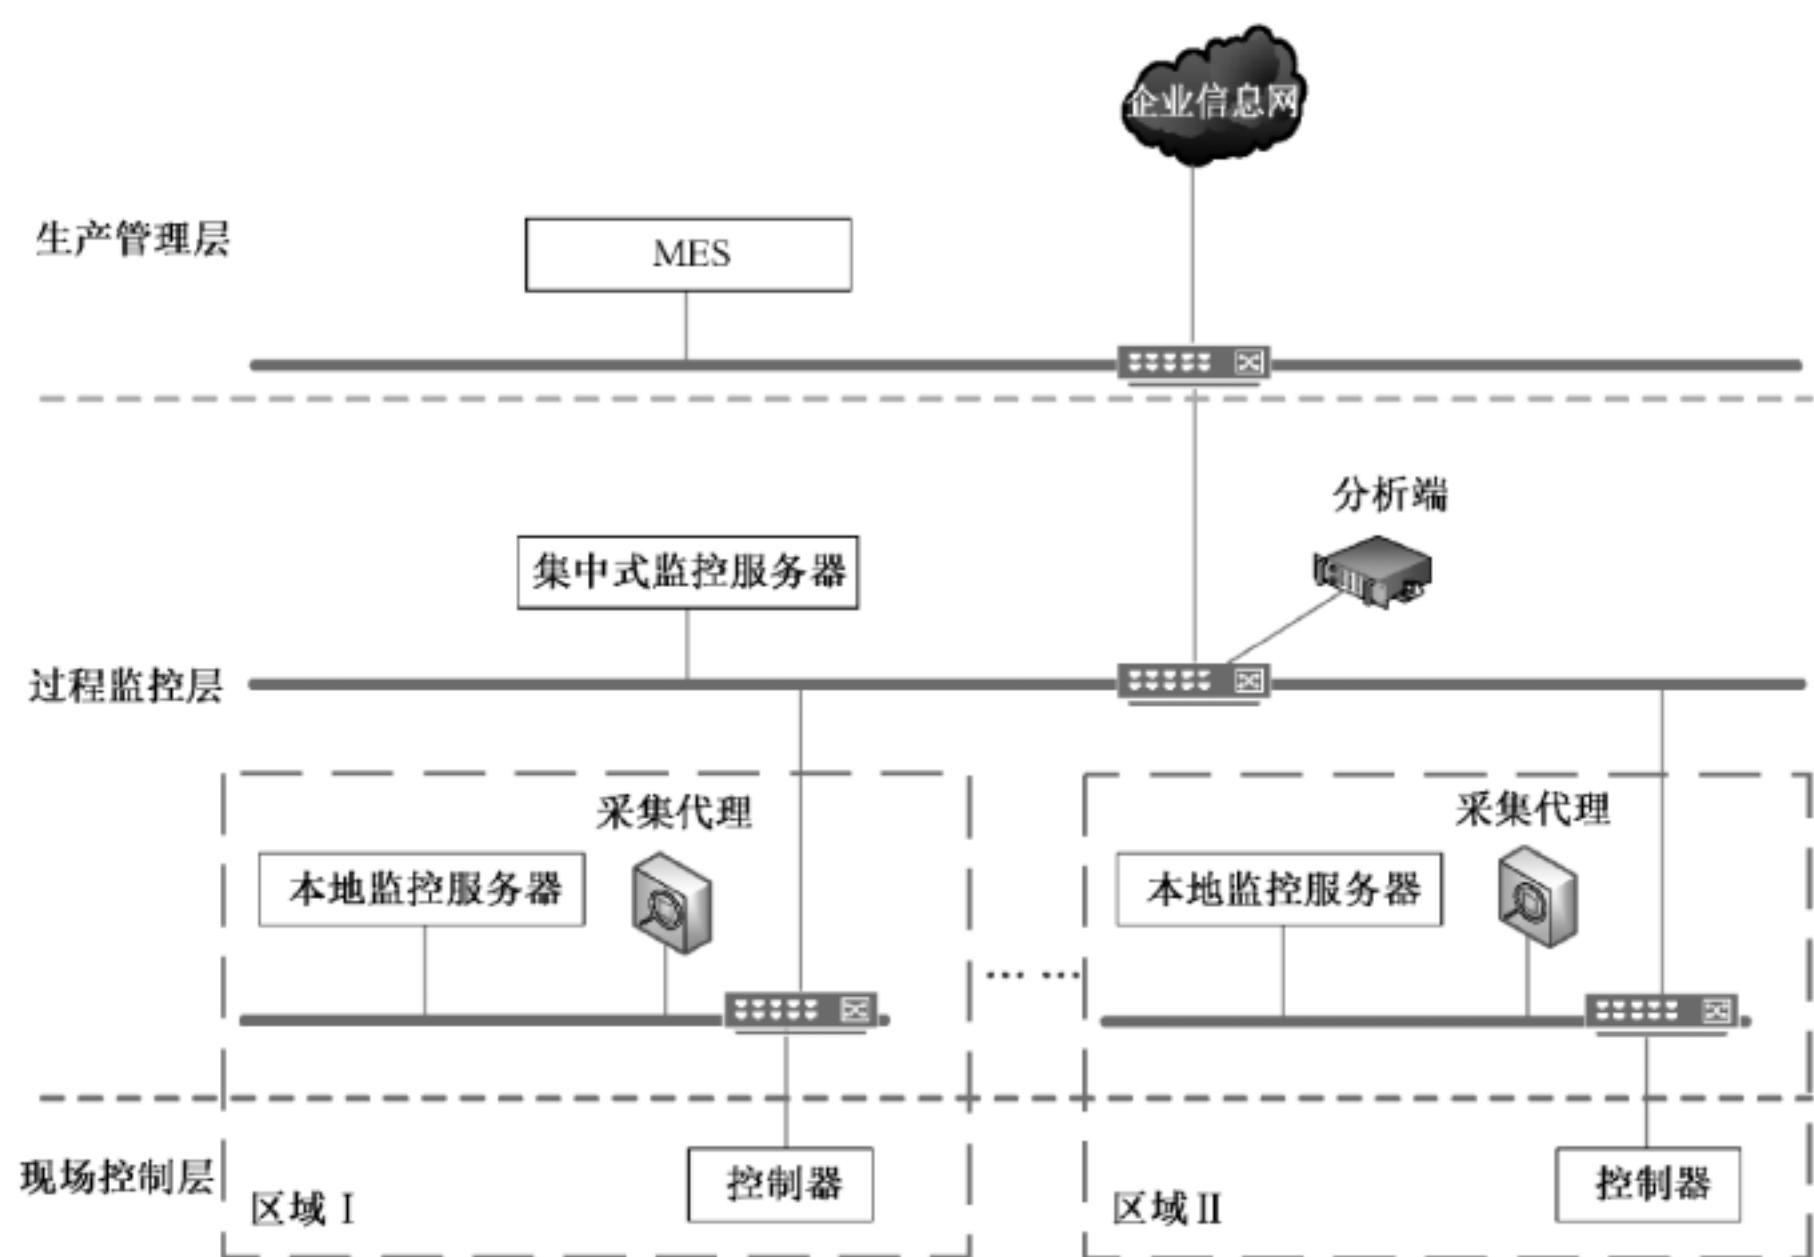 企业信息网
生产管理层
MES
分析端
集中式监控服务器
过程监控层
采集代理
采集代理
本地监控服务器
本地监控服务器
…  …
现场控制层
控制器
控制器
区域 Ⅰ
区域 Ⅱ